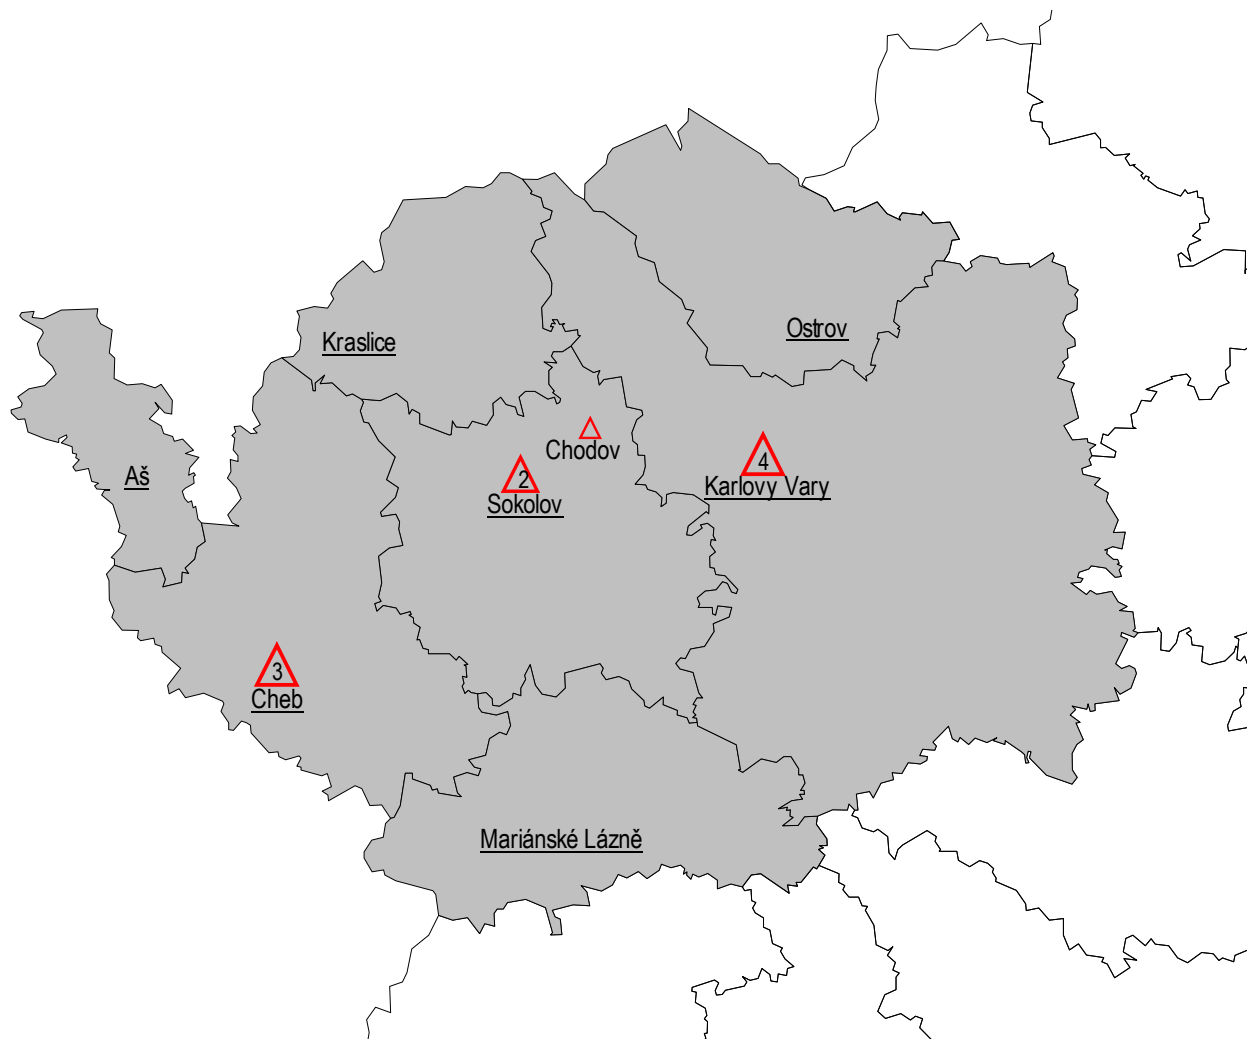 Ostrov
Kraslice
Chodov
Aš
2
Sokolov
4
Karlovy Vary
3
Cheb
Mariánské Lázně